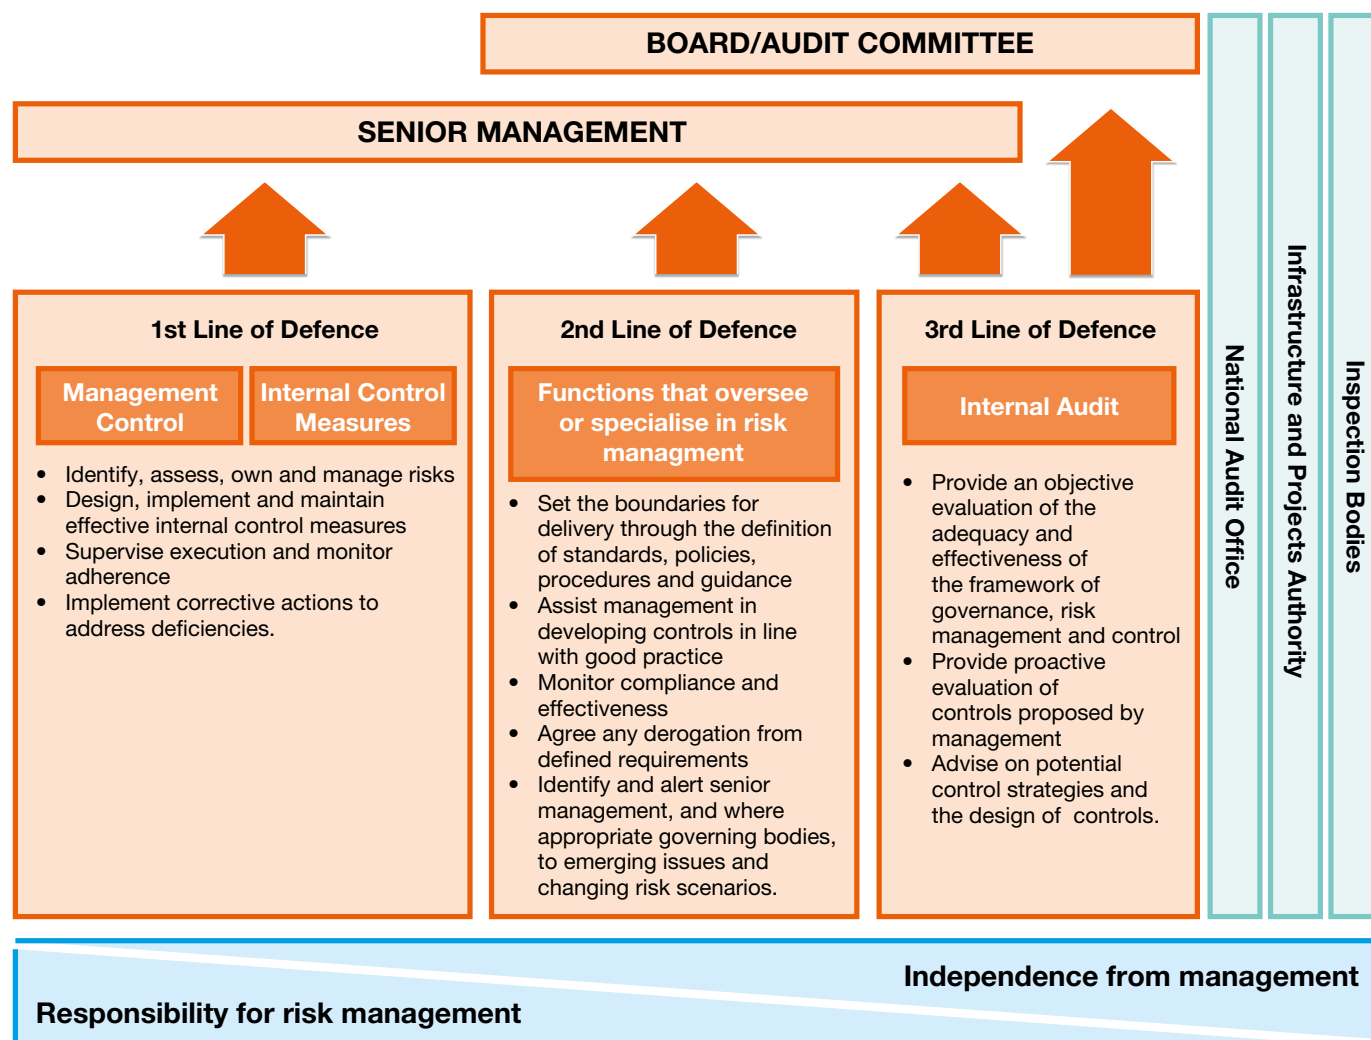 BOARD/AUDIT COMMITTEE
SENIOR MANAGEMENT
1st Line of Defence
Management
Control
Internal Control
Measures
• Identify, assess, own and manage risks
• Design, implement and maintain
effective internal control measures
• Supervise execution and monitor
adherence
• Implement corrective actions to
address deficiencies.
2nd Line of Defence
Functions that oversee
or specialise in risk
managment
• Set the boundaries for
delivery through the definition
of standards, policies,
procedures and guidance
• Assist management in
developing controls in line
with good practice
• Monitor compliance and
effectiveness
• Agree any derogation from
defined requirements
• Identify and alert senior
management, and where
appropriate governing bodies,
to emerging issues and
changing risk scenarios.
3rd Line of Defence
Internal Audit
• Provide an objective
evaluation of the
adequacy and
effectiveness of
the framework of
governance, risk
management and control
• Provide proactive
evaluation of
controls proposed by
management
• Advise on potential
control strategies and
the design of  controls.
National Audit Office
Infrastructure and Projects Authority
Inspection Bodies
Independence from management
Responsibility for risk management